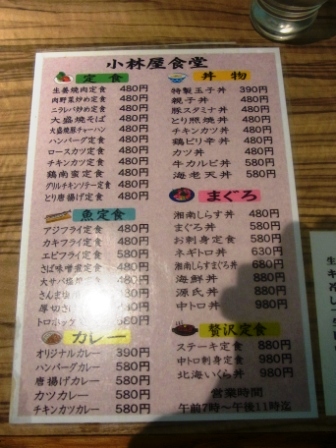 小林屋食堂
定食
生姜焼肉定食 480円
肉野菜炒め定食 480円
ニラレバ炒め定食 480円
大盛焼そば 480円
大盛焼豚チャーハン 480円
ハンバーグ定食 480円
ロースカツ定食 480円
チキンカツ定食 480円
鶏南蛮定食 480円
グリルチキンソテー定食 480円
とり唐揚げ定食 480円
魚定食
アジフライ定食 480円
カキフライ定食 480円
エビフライ定食 580円
さば味噌煮定食 480円
大サバ塩
さんま
厚切
トロホッケ
カレー
オリジナルカレー 390円
ハンバーグカレー 580円
唐揚げカレー 580円
カツカレー 580円
チキンカツカレー 580円
丼物
特製玉子丼 390円
親子丼 480円
豚スタミナ丼 480円
とり照焼丼 480円
チキンカツ丼 480円
鶏ピリ辛丼 480円
カツ丼 480円
牛カルビ丼 580円
海老天丼 580円
まぐろ
湘南しらす丼 480円
まぐろ丼 580円
お刺身定食 580円
ネギトロ丼 630円
湘南しらすまぐろ丼 680円
海鮮丼 880円
源氏丼 980円
中トロ丼 980円
贅沢定食
ステーキ定食 880円
中トロ刺身定食 980円
北海いくら丼 980円
営業時間
午前7時〜午後11時迄